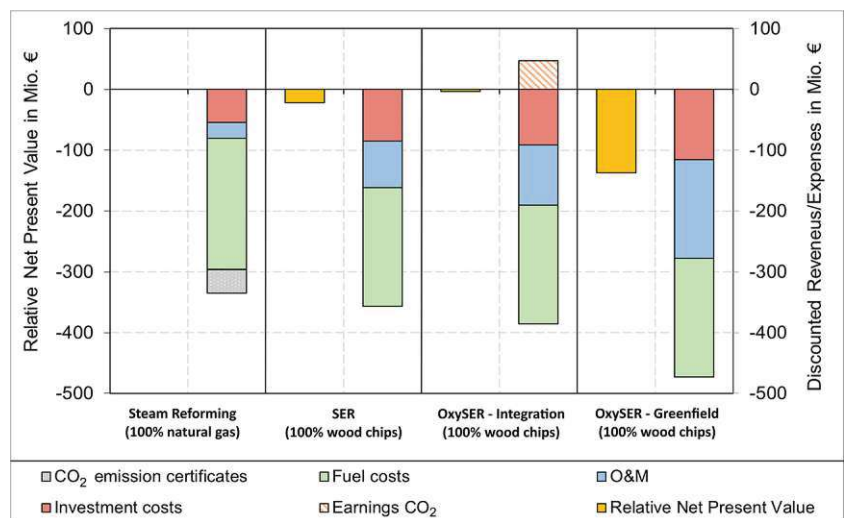 Relative Net Present Value in Mio. €
100
0
-100
-200
-300
-400
-500
100
0
-100
-200
-300
-400
-500
Discounted Reveneus/Expenses in Mio. €
Steam Reforming
(100% natural gas)
SER
(100% wood chips)
OxySER - Integration
(100% wood chips)
OxySER - Greenfield
(100% wood chips)
CO₂ emission certificates
Fuel costs
O&M
Investment costs
Earnings CO₂
Relative Net Present Value